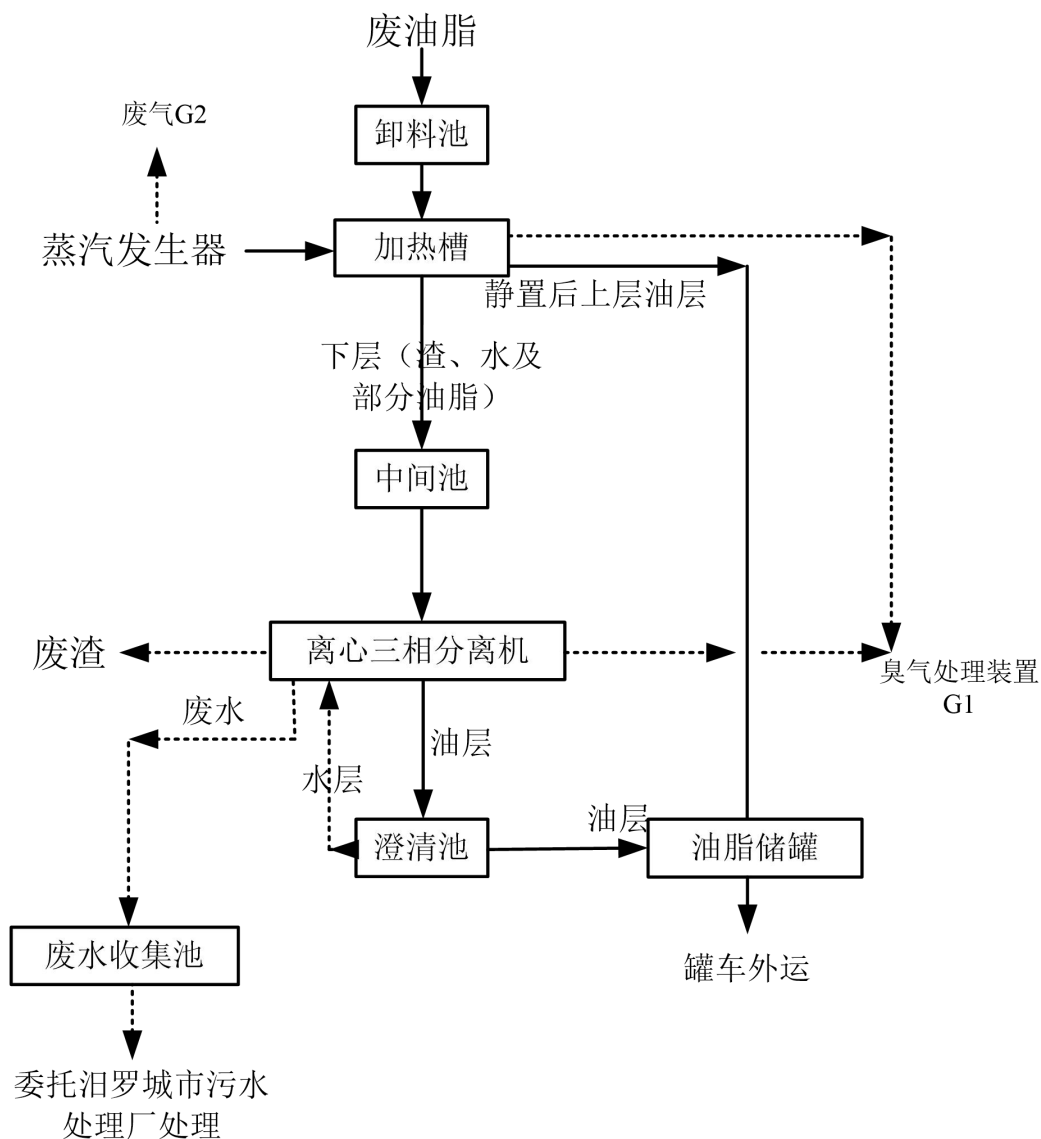 废油脂
废气G2
卸料池
蒸汽发生器
加热槽
静置后上层油层
下层（渣、水及
部分油脂）
中间池
废渣
离心三相分离机
臭气处理装置
G1
废水
油层
水层
油层
澄清池
油脂储罐
废水收集池
罐车外运
委托汨罗城市污水
处理厂处理